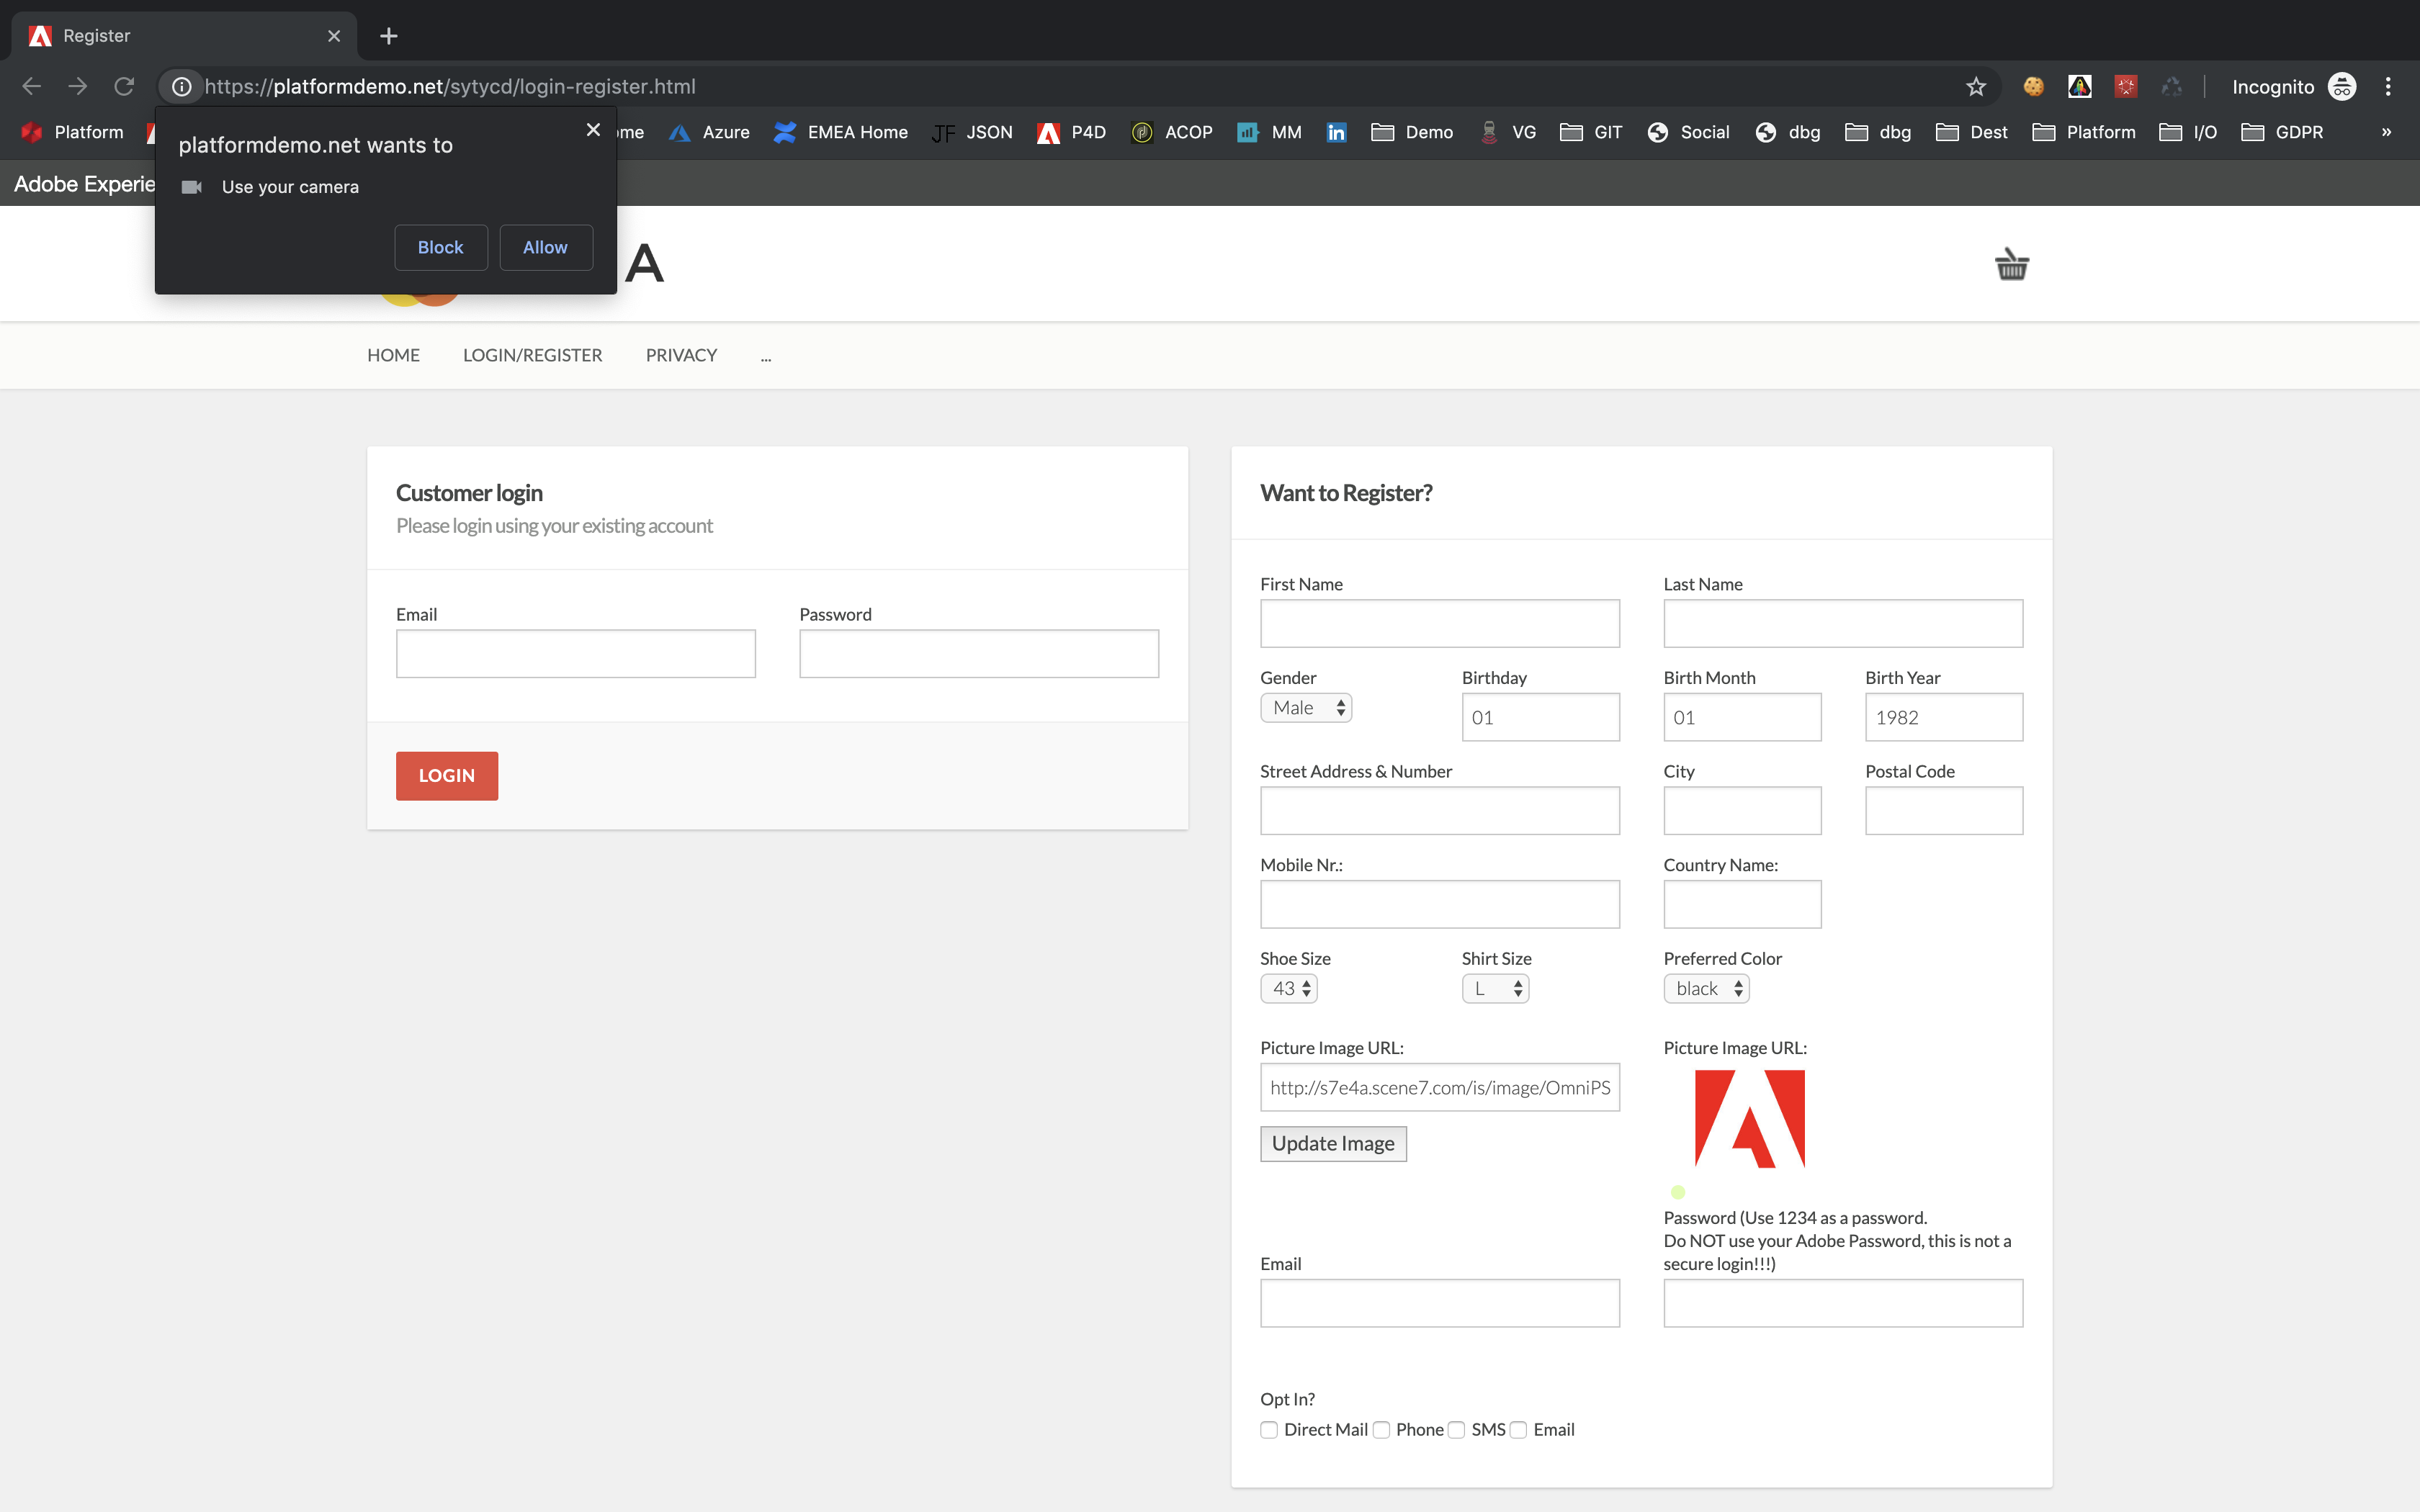 Register
https://platformdemo.net/sytycd/login-register.html
Incognito
Platform
me
Azure
EMEA Home
JF JSON
P4D
ACOP
MM
in
Demo
VG
GIT
Social
dbg
dbg
Dest
Platform
I/O
GDPR
»
platformdemo.net wants to
Use your camera
Block
Allow
Adobe Experie
A
HOME
LOGIN/REGISTER
PRIVACY
...
Customer login
Please login using your existing account
Email
Password
LOGIN
Want to Register?
First Name
Last Name
Gender
Birthday
Birth Month
Birth Year
Male
01
01
1982
Street Address & Number
City
Postal Code
Mobile Nr.:
Country Name:
Shoe Size
Shirt Size
Preferred Color
43
L
black
Picture Image URL:
Picture Image URL:
http://s7e4a.scene7.com/is/image/OmniPS
Update Image
Password (Use 1234 as a password.
Do NOT use your Adobe Password, this is not a
secure login!!!)
Email
Opt In?
Direct Mail
Phone
SMS
Email